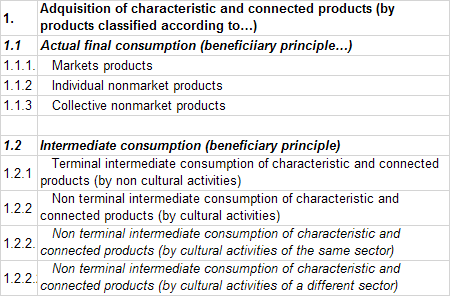 1. Adquisition of characteristic and connected products (by
products classified according to...)
1.1 Actual final consumption (beneficiiary principle...)
1.1.1. Markets products
1.1.2 Individual nonmarket products
1.1.3 Collective nonmarket products
1.2 Intermediate consumption (beneficiary principle)
1.2.1 Terminal intermediate consumption of characteristic and connected
products (by non cultural activities)
1.2.2 Non terminal intermediate consumption of characteristic and
connected products (by cultural activities)
1.2.2. Non terminal intermediate consumption of characteristic and
connected products (by cultural activities of the same sector)
1.2.2. Non terminal intermediate consumption of characteristic and
connected products (by cultural activities of a different sector)